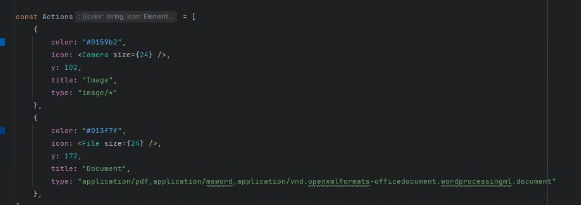 const Actions : {color: string, icon: Element... = [
{
color: "#0159b2",
icon: <Camera size={24} />,
y: 102,
title: "Image",
type: "image/*"
},
{
color: "#013f7f",
icon: <File size={24} />,
y: 172,
title: "Document",
type: "application/pdf,application/msword,application/vnd.openxmlformats-officedocument.wordprocessingml.document"
},